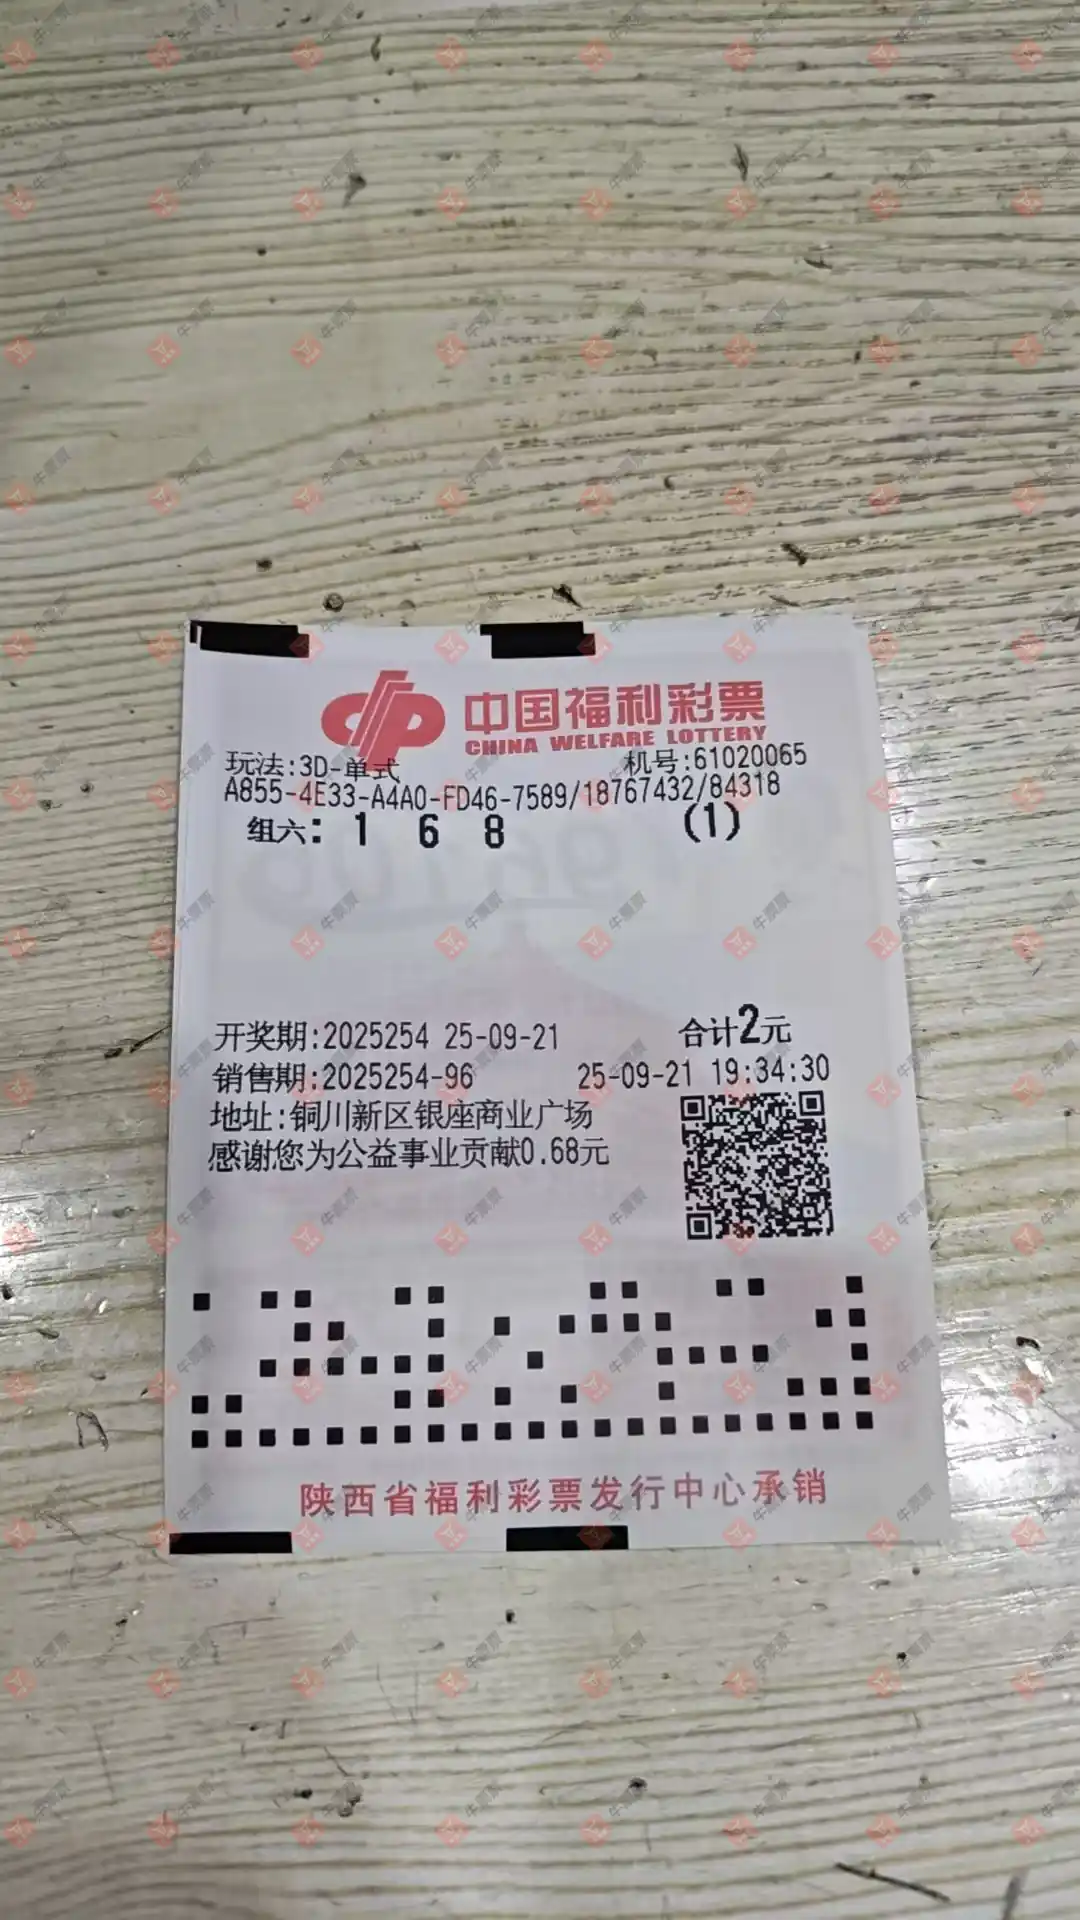 中国福利彩票
CHINA WELFARE LOTTERY
玩法:3D-单式 机号:61020065
A855-4E33-A4A0-FD46-7589/18767432/84318
组六: 1 6 8 (1)
开奖期:2025254 25-09-21 合计2元
销售期:2025254-96 25-09-21 19:34:30
地址:铜川新区银座商业广场
感谢您为公益事业贡献0.68元
陕西省福利彩票发行中心承销
牛票票